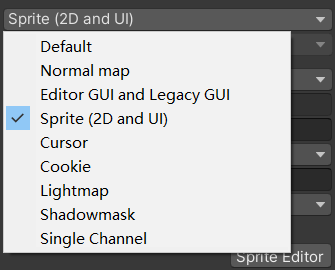 Sprite (2D and UI)
Default
Normal map
Editor GUI and Legacy GUI
Sprite (2D and UI)
Cursor
Cookie
Lightmap
Shadowmask
Single Channel
Sprite Editor